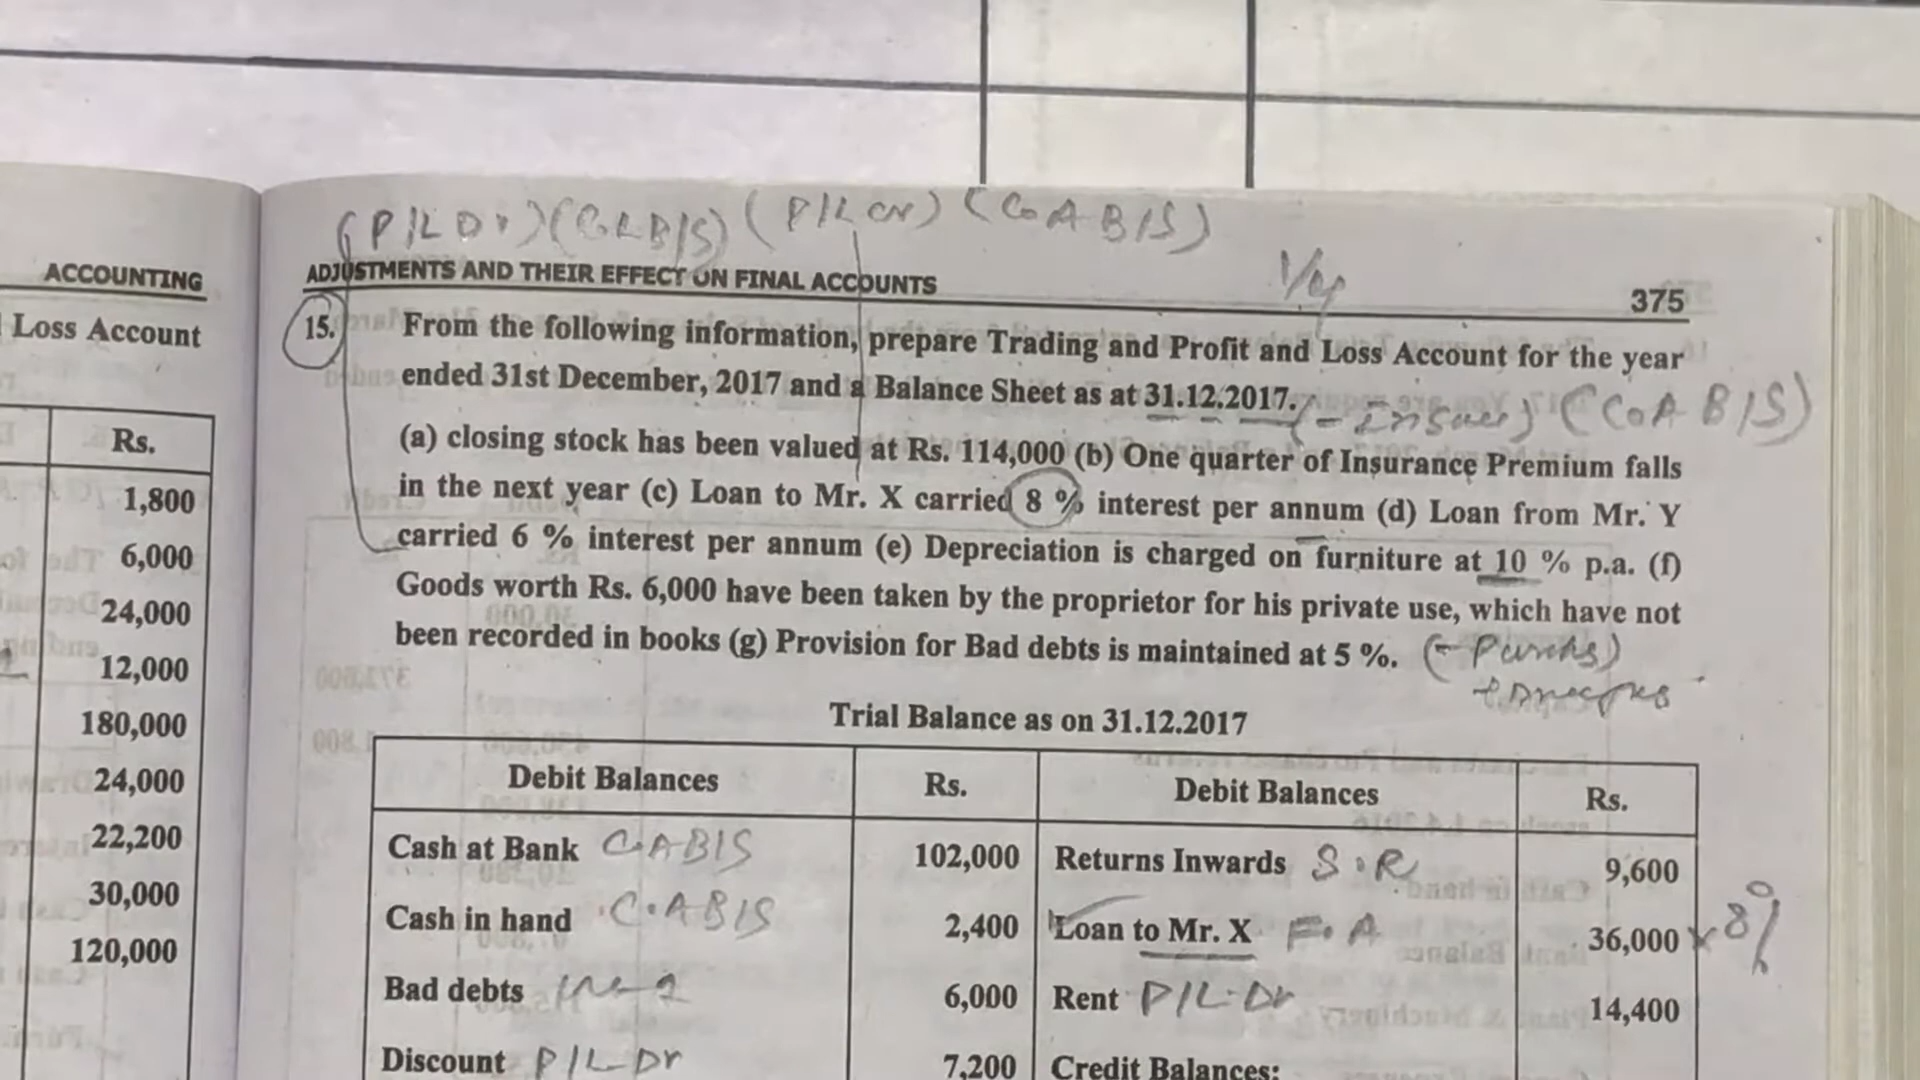 ACCOUNTING
Loss Account
Rs.
1,800
6,000
24,000
12,000
180,000
24,000
22,200
30,000
120,000
(P/L Dr) (CLB/S) (P/L Cr) (CoA B/S)
ADJUSTMENTS AND THEIR EFFECT ON FINAL ACCOUNTS
375
15. From the following information, prepare Trading and Profit and Loss Account for the year
ended 31st December, 2017 and a Balance Sheet as at 31.12.2017.
(CoA B/S)
(a) closing stock has been valued at Rs. 114,000 (b) One quarter of Insurance Premium falls
in the next year (c) Loan to Mr. X carried 8 % interest per annum (d) Loan from Mr. Y
carried 6 % interest per annum (e) Depreciation is charged on furniture at 10 % p.a. (f)
Goods worth Rs. 6,000 have been taken by the proprietor for his private use, which have not
been recorded in books (g) Provision for Bad debts is maintained at 5 %.
Trial Balance as on 31.12.2017
Debit Balances Rs. Debit Balances Rs.
Cash at Bank C.A B/S 102,000 Returns Inwards S.R 9,600
Cash in hand C.A B/S 2,400 Loan to Mr. X F.A 36,000 x 8%
Bad debts 6,000 Rent P/L Dr 14,400
Discount P/L Dr 7,200 Credit Balances: